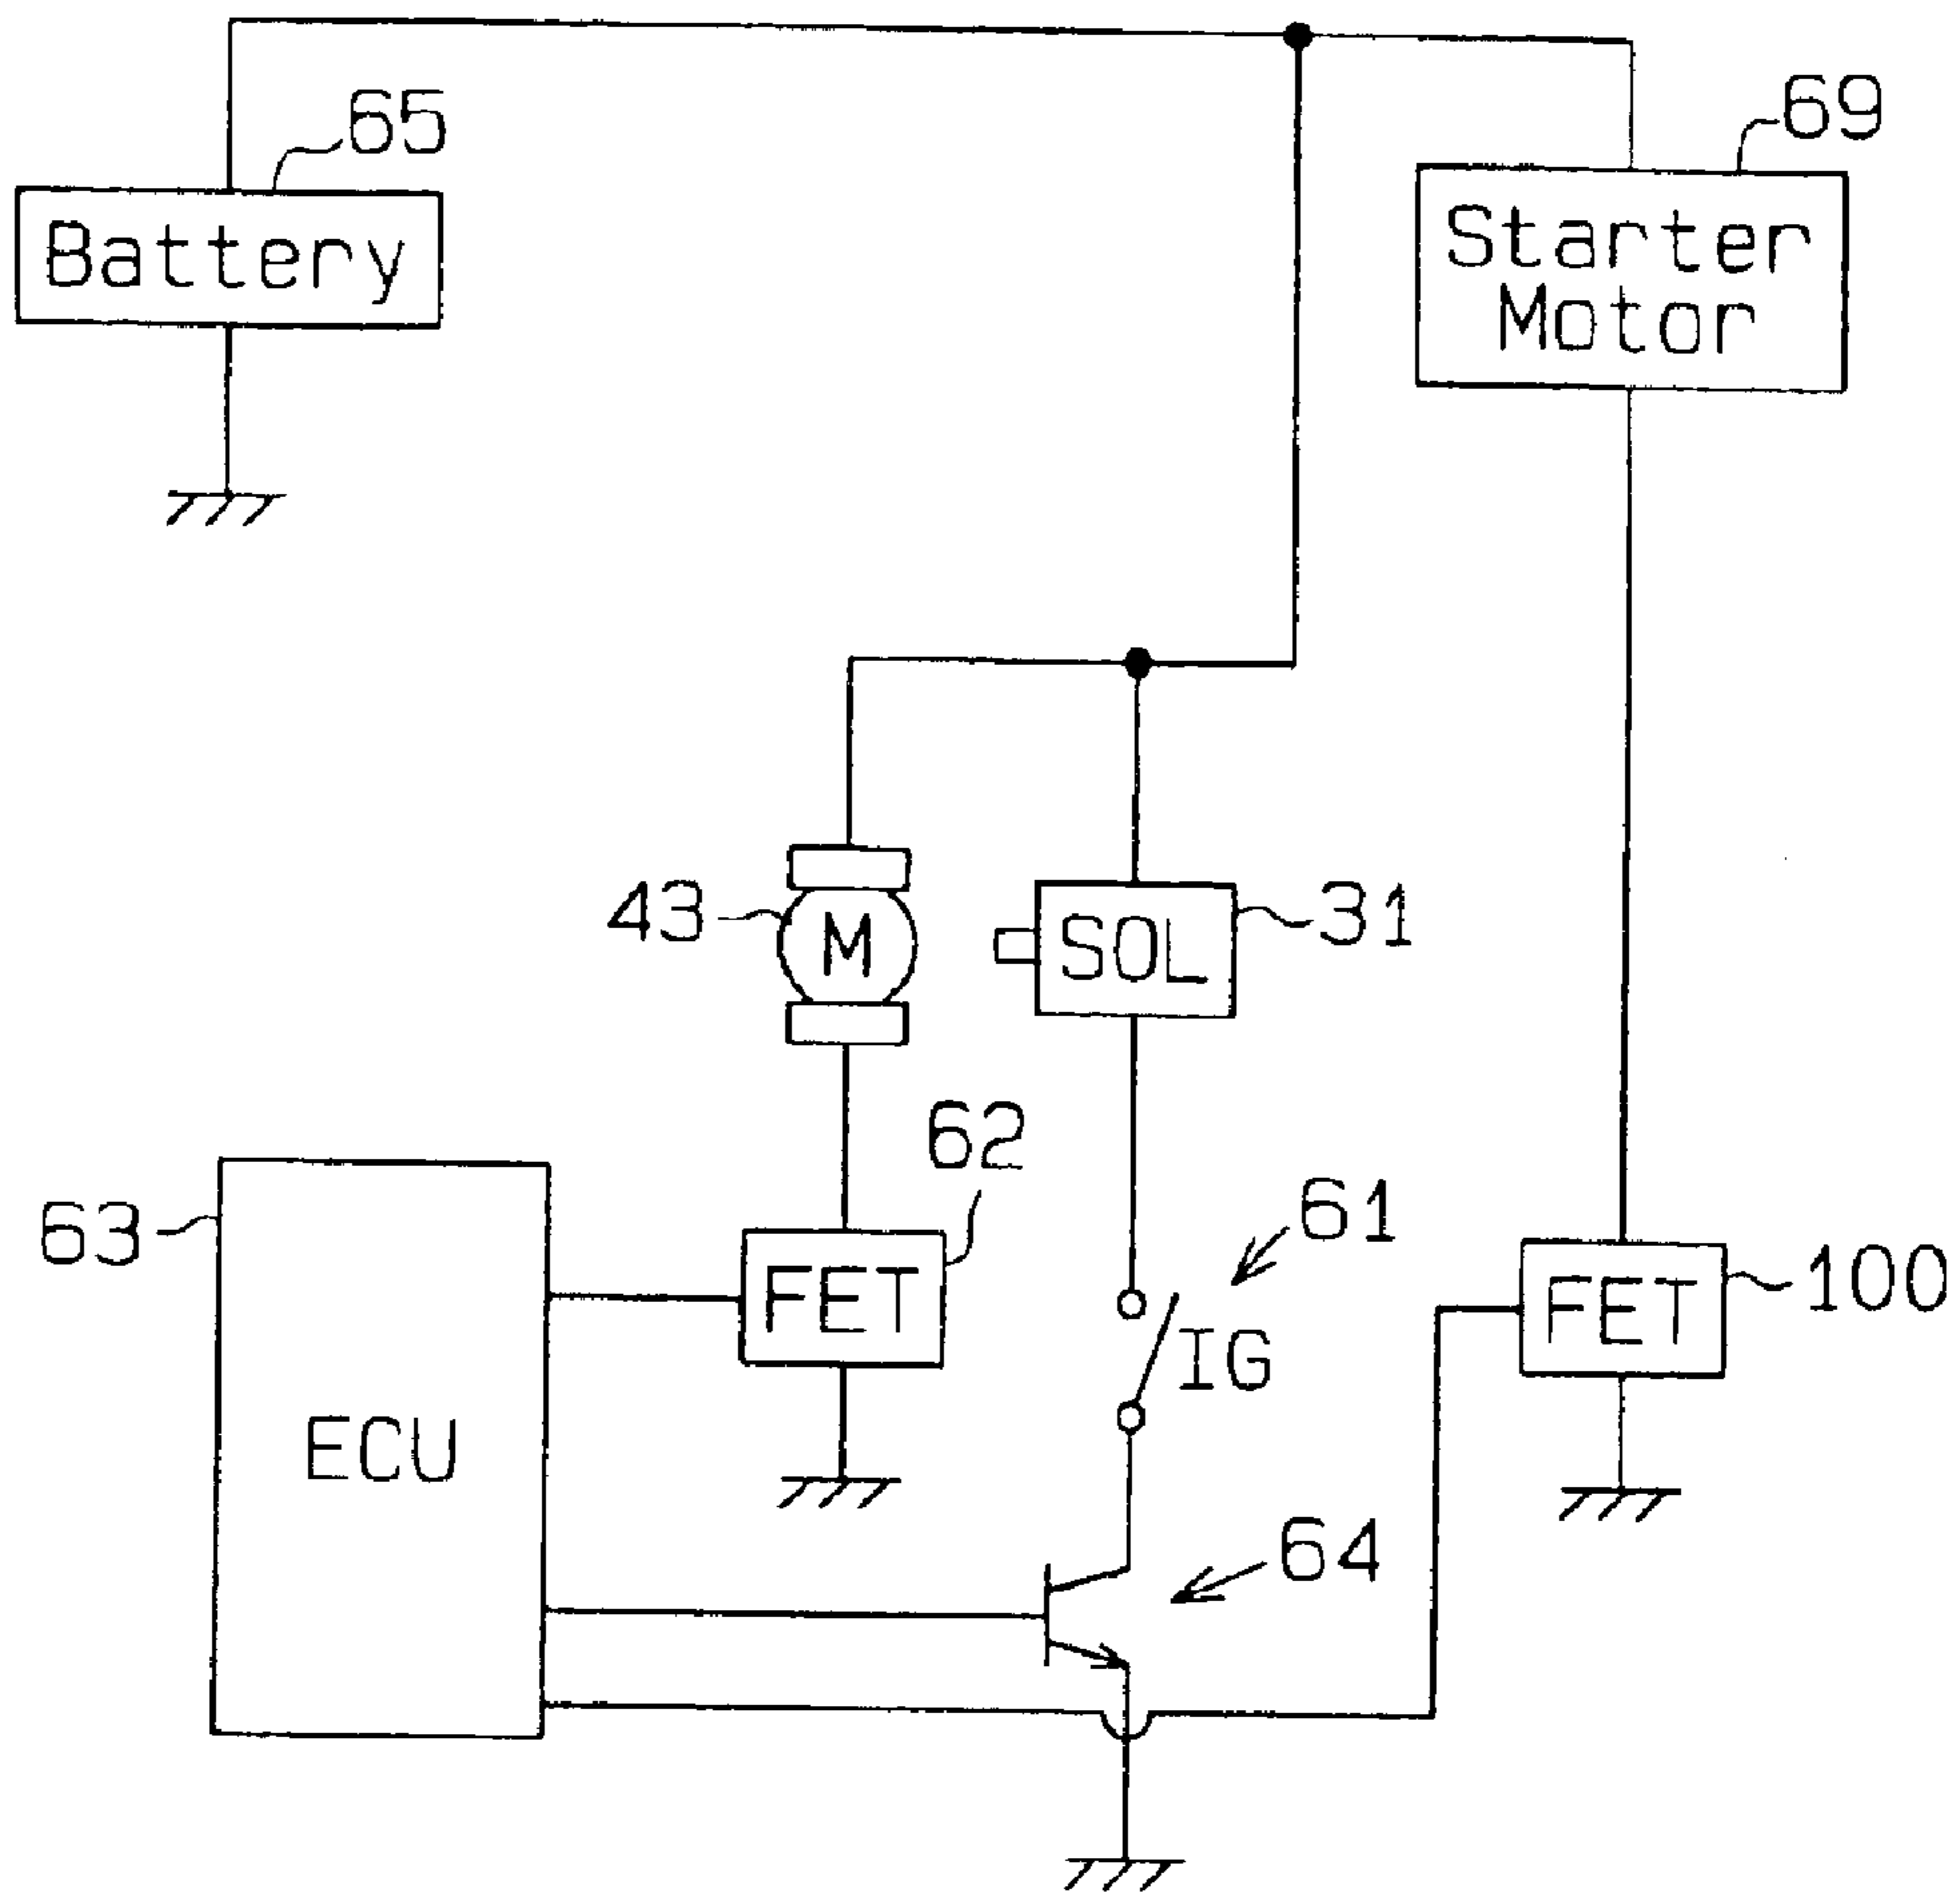 65
69
Battery
Starter
Motor
43
M
SOL
31
62
63
61
FET
FET
100
IG
ECU
64